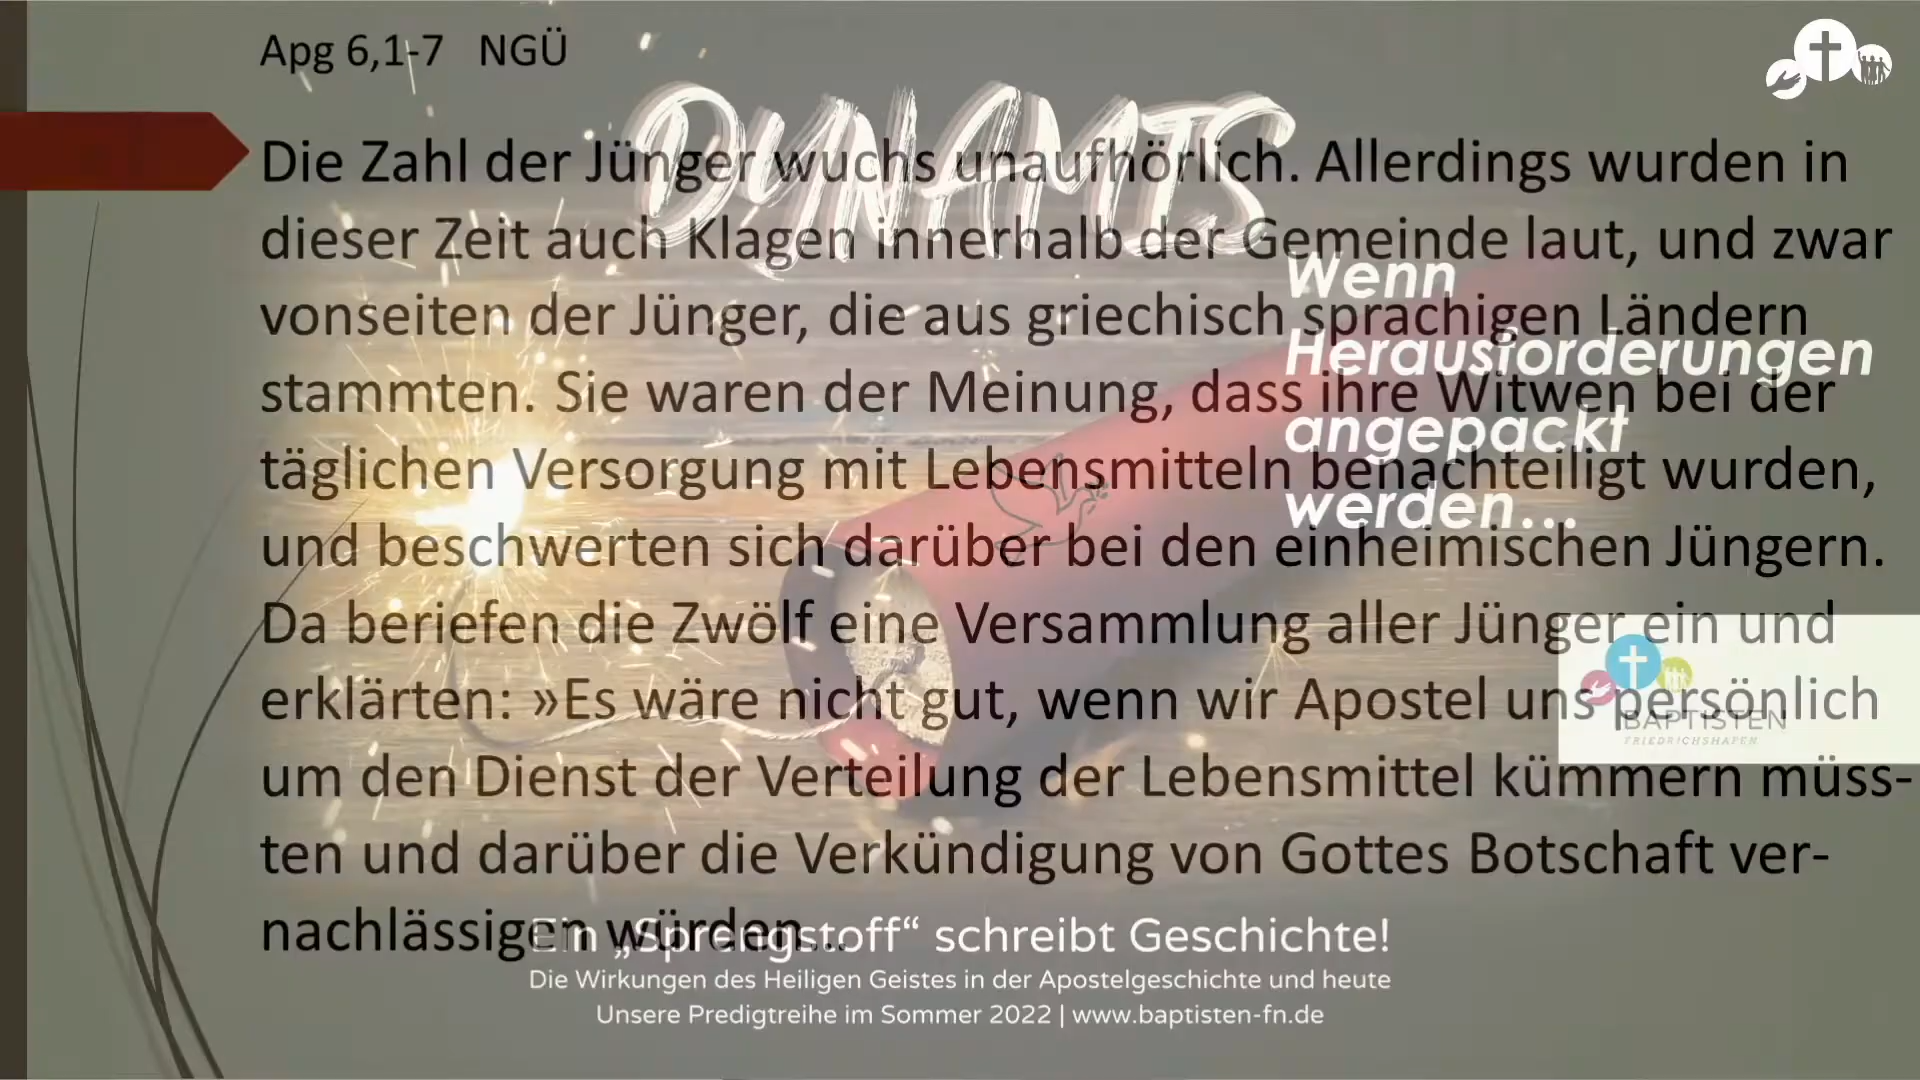 Apg 6,1-7 NGÜ
DYNAMIS
Die Zahl der Jünger wuchs unaufhörlich. Allerdings wurden in
dieser Zeit auch Klagen innerhalb der Gemeinde laut, und zwar
vonseiten der Jünger, die aus griechisch sprachigen Ländern
stammten. Sie waren der Meinung, dass ihre Witwen bei der
täglichen Versorgung mit Lebensmitteln benachteiligt wurden,
und beschwerten sich darüber bei den einheimischen Jüngern.
Da beriefen die Zwölf eine Versammlung aller Jünger ein und
erklärten: »Es wäre nicht gut, wenn wir Apostel uns persönlich
um den Dienst der Verteilung der Lebensmittel kümmern müss-
ten und darüber die Verkündigung von Gottes Botschaft ver-
nachlässigen würden...
Wenn
Herausforderungen
angepackt
werden...
BAPTISTEN
FRIEDRICHSHAFEN
Ein „Sprengstoff“ schreibt Geschichte!
Die Wirkungen des Heiligen Geistes in der Apostelgeschichte und heute
Unsere Predigtreihe im Sommer 2022 | www.baptisten-fn.de